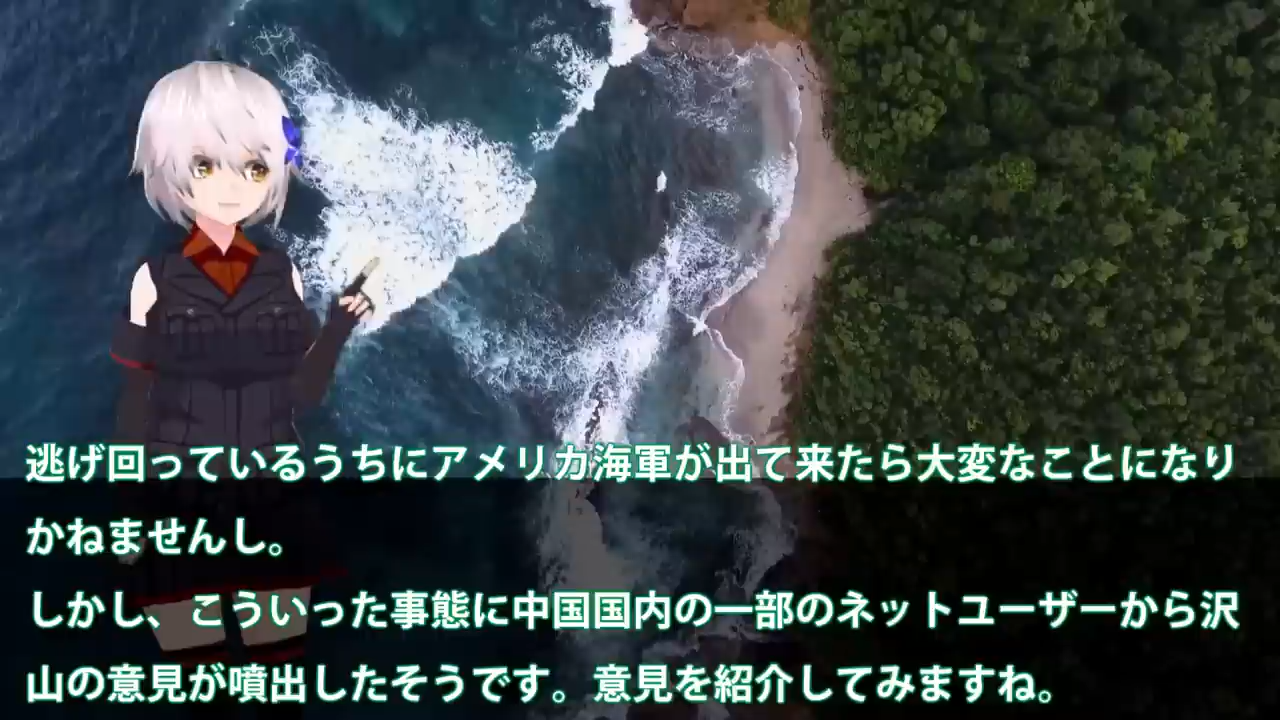 逃げ回っているうちにアメリカ海軍が出て来たら大変なことになり
かねませんし。
しかし、こういった事態に中国国内の一部のネットユーザーから沢
山の意見が噴出したそうです。意見を紹介してみますね。